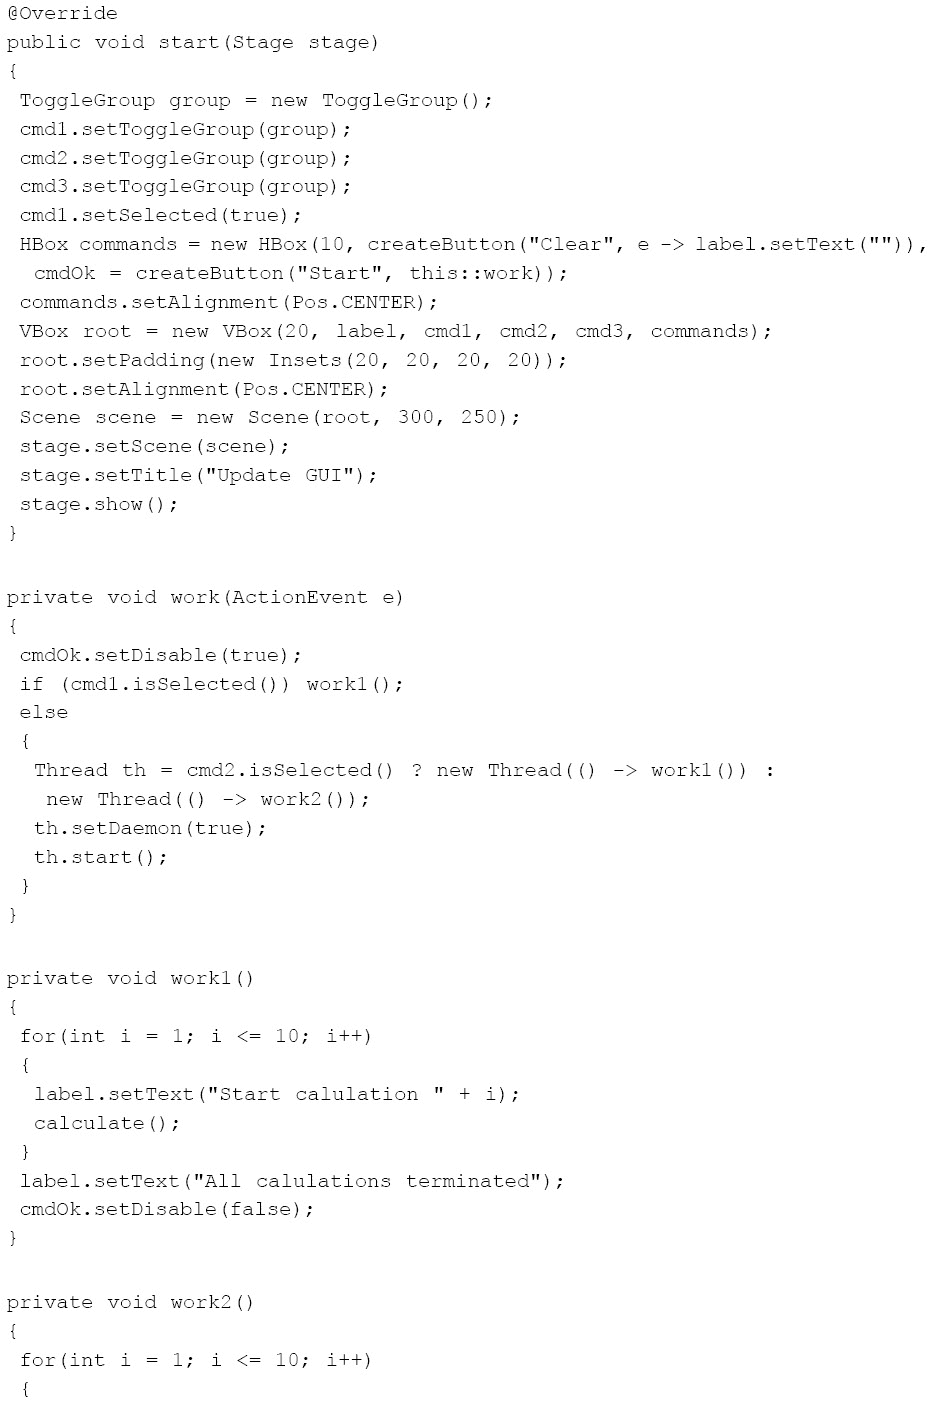 @Override
public void start(Stage stage)
{
 ToggleGroup group = new ToggleGroup();
 cmd1.setToggleGroup(group);
 cmd2.setToggleGroup(group);
 cmd3.setToggleGroup(group);
 cmd1.setSelected(true);
 HBox commands = new HBox(10, createButton("Clear", e -> label.setText("")),
  cmdOk = createButton("Start", this::work));
 commands.setAlignment(Pos.CENTER);
 VBox root = new VBox(20, label, cmd1, cmd2, cmd3, commands);
 root.setPadding(new Insets(20, 20, 20, 20));
 root.setAlignment(Pos.CENTER);
 Scene scene = new Scene(root, 300, 250);
 stage.setScene(scene);
 stage.setTitle("Update GUI");
 stage.show();
}

private void work(ActionEvent e)
{
 cmdOk.setDisable(true);
 if (cmd1.isSelected()) work1();
 else
 {
  Thread th = cmd2.isSelected() ? new Thread(() -> work1()) :
   new Thread(() -> work2());
  th.setDaemon(true);
  th.start();
 }
}

private void work1()
{
 for(int i = 1; i <= 10; i++)
 {
  label.setText("Start calulation " + i);
  calculate();
 }
 label.setText("All calulations terminated");
 cmdOk.setDisable(false);
}

private void work2()
{
 for(int i = 1; i <= 10; i++)
 {